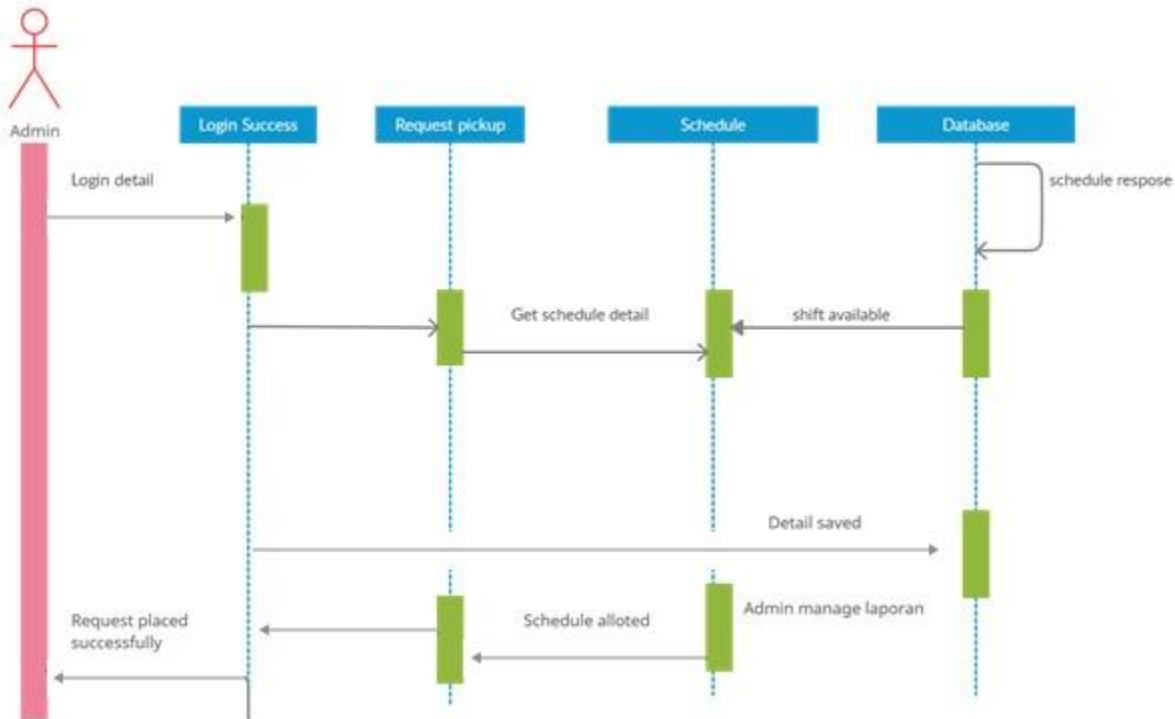 Admin
Login Success
Request pickup
Schedule
Database
Login detail
schedule respose
Get schedule detail
shift available
Detail saved
Admin manage laporan
Schedule alloted
Request placed
successfully